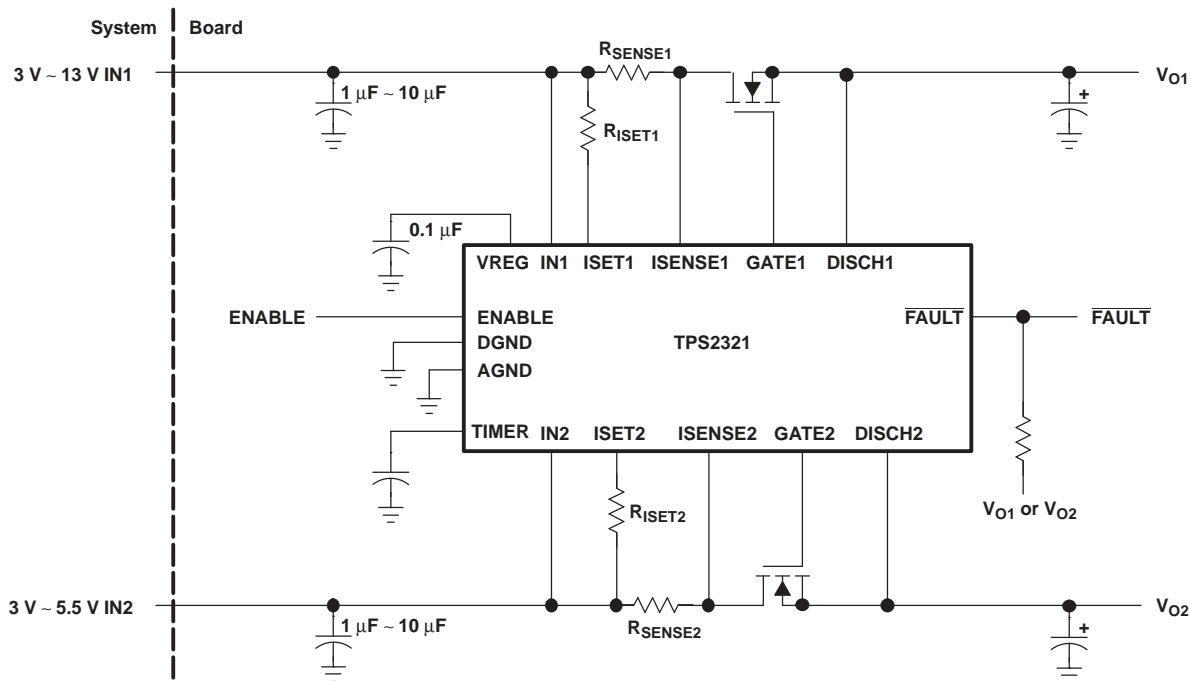 System Board
R_SENSE1
3 V ~ 13 V IN1
V_O1
1 µF ~ 10 µF
+
R_ISET1
0.1 µF
VREG IN1 ISET1 ISENSE1 GATE1 DISCH1
ENABLE ENABLE FAULT FAULT
DGND TPS2321
AGND
TIMER IN2 ISET2 ISENSE2 GATE2 DISCH2
R_ISET2
V_O1 or V_O2
3 V ~ 5.5 V IN2
V_O2
1 µF ~ 10 µF
R_SENSE2
+